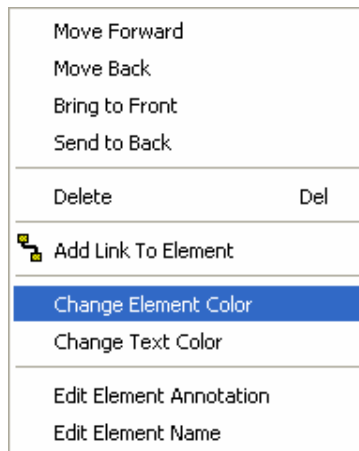 Move Forward
Move Back
Bring to Front
Send to Back
Delete Del
Add Link To Element
Change Element Color
Change Text Color
Edit Element Annotation
Edit Element Name